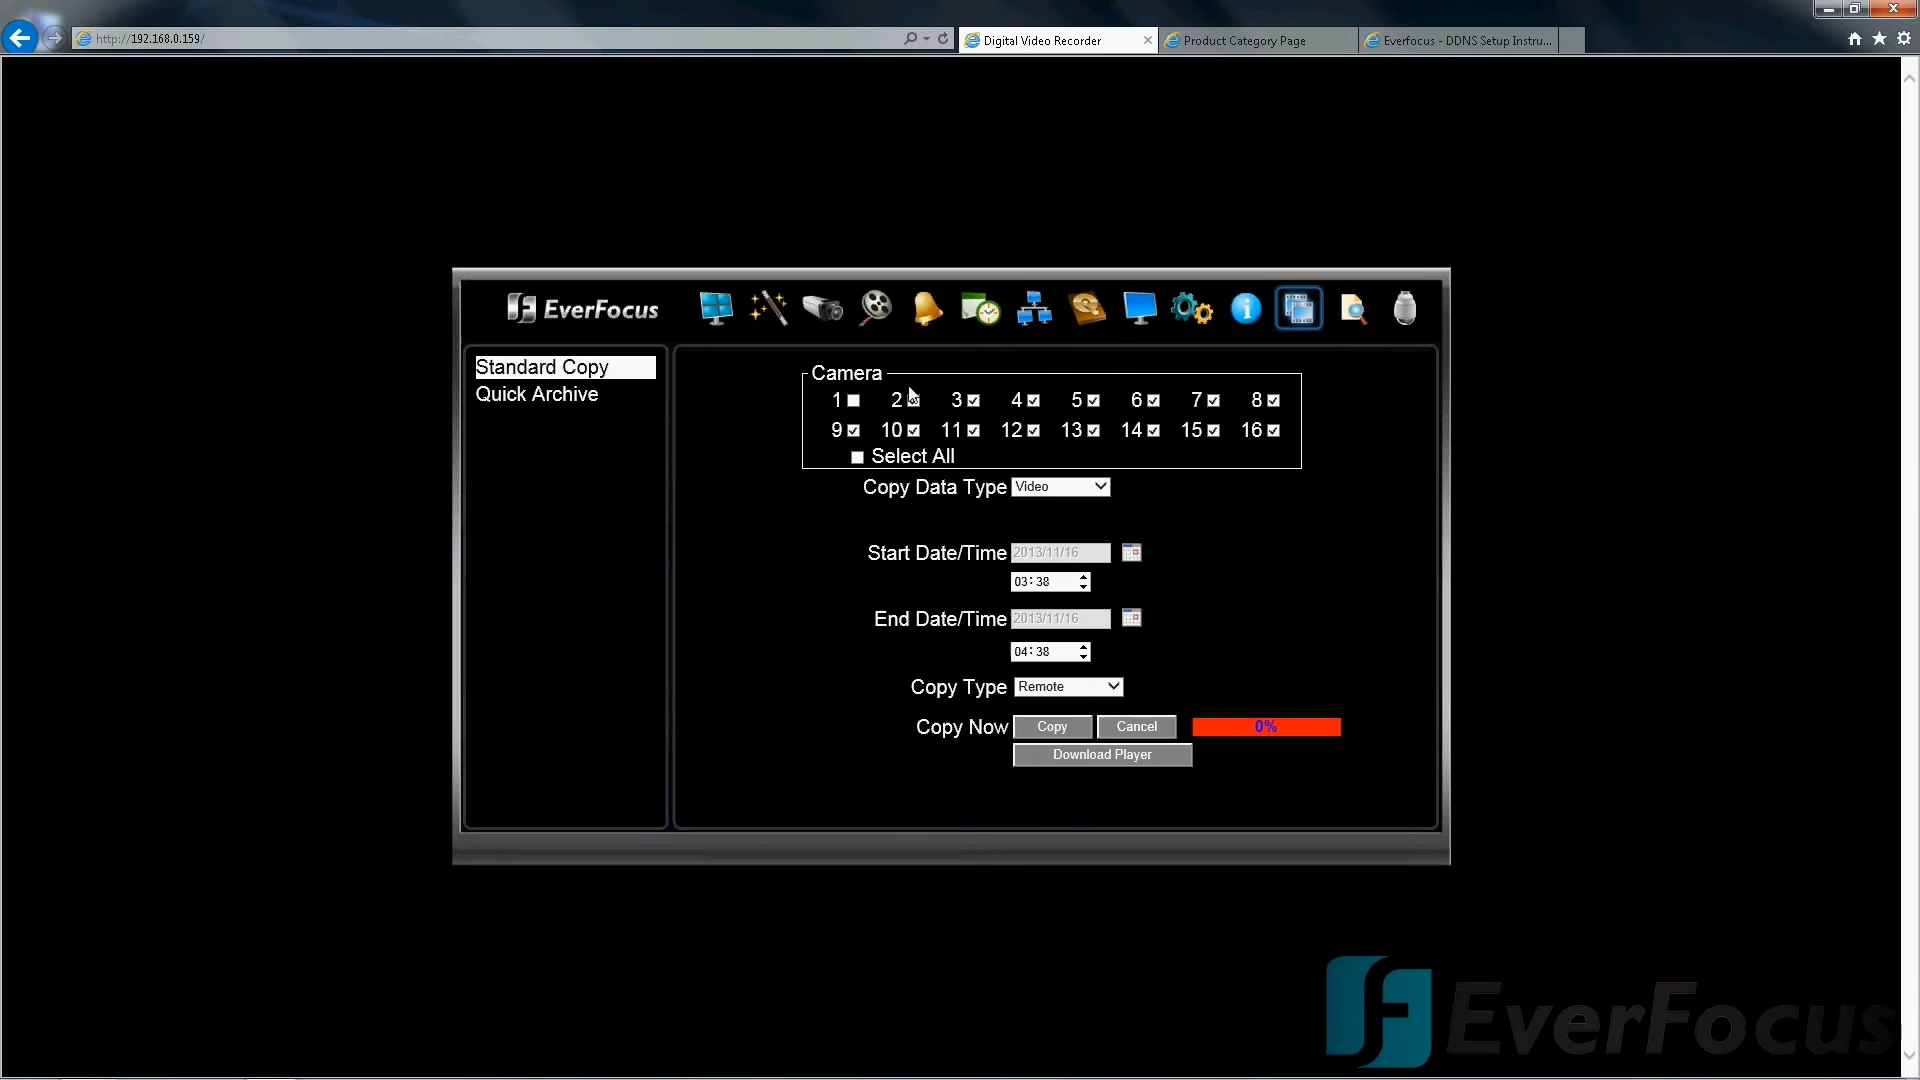 http://192.168.0.159/
Digital Video Recorder
Product Category Page
Everfocus - DDNS Setup Instru...
EverFocus
Standard Copy
Quick Archive
Camera
1 2 3 4 5 6 7 8
9 10 11 12 13 14 15 16
Select All
Copy Data Type Video
Start Date/Time 2013/11/16
03:38
End Date/Time 2013/11/16
04:38
Copy Type Remote
Copy Now Copy Cancel 0%
Download Player
EverFocus